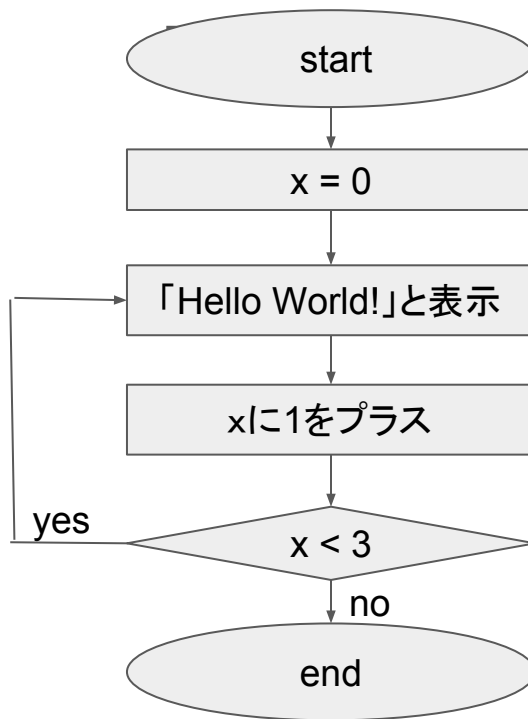 start
x = 0
「Hello World!」と表示
xに1をプラス
x < 3
yes
no
end